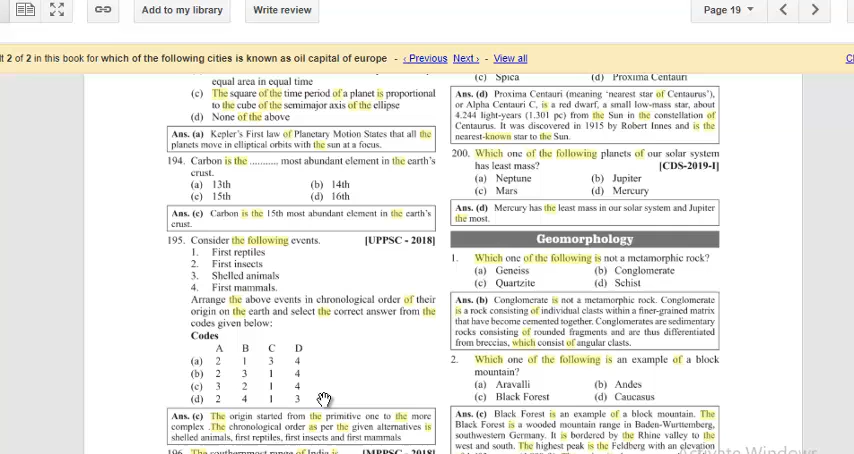 Add to my library
Write review
Page 19
lt 2 of 2 in this book for which of the following cities is known as oil capital of europe - ‹ Previous Next › - View all
Cl
equal area in equal time
(c) The square of the time period of a planet is proportional
to the cube of the semimajor axis of the ellipse
(d) None of the above
Ans. (a) Kepler's First law of Planetary Motion States that all the
planets move in elliptical orbits with the sun at a focus.
194. Carbon is the .......... most abundant element in the earth's
crust.
(a) 13th (b) 14th
(c) 15th (d) 16th
Ans. (c) Carbon is the 15th most abundant element in the earth's
crust.
195. Consider the following events. [UPPSC - 2018]
1. First reptiles
2. First insects
3. Shelled animals
4. First mammals.
Arrange the above events in chronological order of their
origin on the earth and select the correct answer from the
codes given below:
Codes
A B C D
(a) 2 1 3 4
(b) 2 3 1 4
(c) 3 2 1 4
(d) 2 4 1 3
Ans. (c) The origin started from the primitive one to the more
complex .The chronological order as per the given alternatives is
shelled animals, first reptiles, first insects and first mammals
196. The southernmost range of India is [MPPSC - 2018]
(c) Spica (d) Proxima Centauri
Ans. (d) Proxima Centauri (meaning 'nearest star of Centaurus'),
or Alpha Centauri C, is a red dwarf, a small low-mass star, about
4.244 light-years (1.301 pc) from the Sun in the constellation of
Centaurus. It was discovered in 1915 by Robert Innes and is the
nearest-known star to the Sun.
200. Which one of the following planets of our solar system
has least mass? [CDS-2019-I]
(a) Neptune (b) Jupiter
(c) Mars (d) Mercury
Ans. (d) Mercury has the least mass in our solar system and Jupiter
the most.
Geomorphology
1. Which one of the following is not a metamorphic rock?
(a) Geneiss (b) Conglomerate
(c) Quartzite (d) Schist
Ans. (b) Conglomerate is not a metamorphic rock. Conglomerate
is a rock consisting of individual clasts within a finer-grained matrix
that have become cemented together. Conglomerates are sedimentary
rocks consisting of rounded fragments and are thus differentiated
from breccias, which consist of angular clasts.
2. Which one of the following is an example of a block
mountain?
(a) Aravalli (b) Andes
(c) Black Forest (d) Caucasus
Ans. (c) Black Forest is an example of a block mountain. The
Black Forest is a wooded mountain range in Baden-Wurttemberg,
southwestern Germany. It is bordered by the Rhine valley to the
west and south. The highest peak is the Feldberg with an elevation
Activate Windows